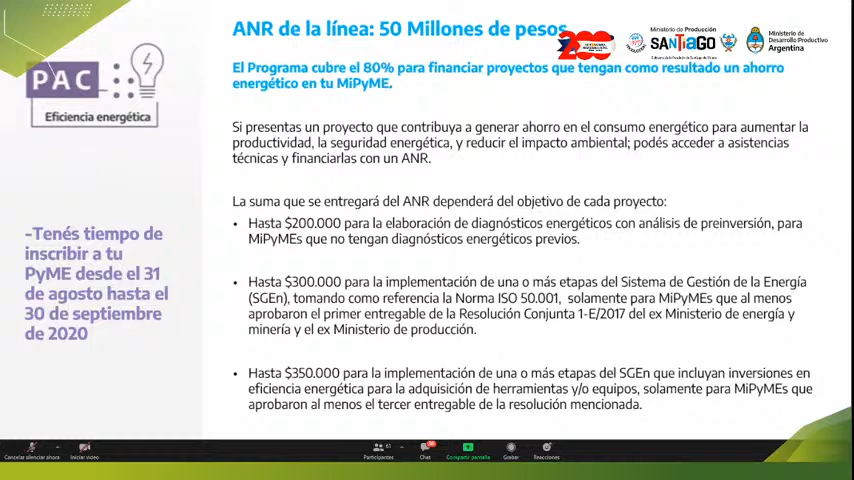 ANR de la línea: 50 Millones de pesos
200
Ministerio de Producción
SANTIAGO
Ministerio de
Desarrollo Productivo
Argentina
PAC
Eficiencia energética
El Programa cubre el 80% para financiar proyectos que tengan como resultado un ahorro
energético en tu MiPyME.
Si presentas un proyecto que contribuya a generar ahorro en el consumo energético para aumentar la
productividad, la seguridad energética, y reducir el impacto ambiental; podés acceder a asistencias
técnicas y financiarlas con un ANR.
La suma que se entregará del ANR dependerá del objetivo de cada proyecto:
• Hasta $200.000 para la elaboración de diagnósticos energéticos con análisis de preinversión, para
MiPyMEs que no tengan diagnósticos energéticos previos.
• Hasta $300.000 para la implementación de una o más etapas del Sistema de Gestión de la Energía
(SGEn), tomando como referencia la Norma ISO 50.001, solamente para MiPyMEs que al menos
aprobaron el primer entregable de la Resolución Conjunta 1-E/2017 del ex Ministerio de energía y
minería y el ex Ministerio de producción.
• Hasta $350.000 para la implementación de una o más etapas del SGEn que incluyan inversiones en
eficiencia energética para la adquisición de herramientas y/o equipos, solamente para MiPyMEs que
aprobaron al menos el tercer entregable de la resolución mencionada.
-Tenés tiempo de
inscribir a tu
PyME desde el 31
de agosto hasta el
30 de septiembre
de 2020
Cancelar silenciar ahora
Iniciar video
Participantes
61
Chat
Compartir pantalla
Grabar
Reacciones